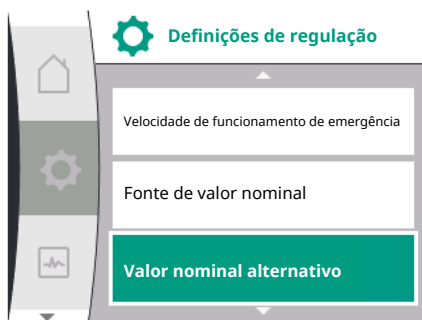 Definições de regulação
Velocidade de funcionamento de emergência
Fonte de valor nominal
Valor nominal alternativo